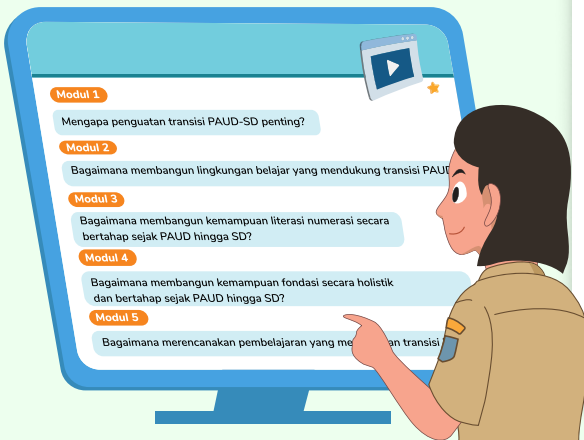 Modul 1
Mengapa penguatan transisi PAUD-SD penting?
Modul 2
Bagaimana membangun lingkungan belajar yang mendukung transisi PAUD
Modul 3
Bagaimana membangun kemampuan literasi numerasi secara
bertahap sejak PAUD hingga SD?
Modul 4
Bagaimana membangun kemampuan fondasi secara holistik
dan bertahap sejak PAUD hingga SD?
Modul 5
Bagaimana merencanakan pembelajaran yang transisi